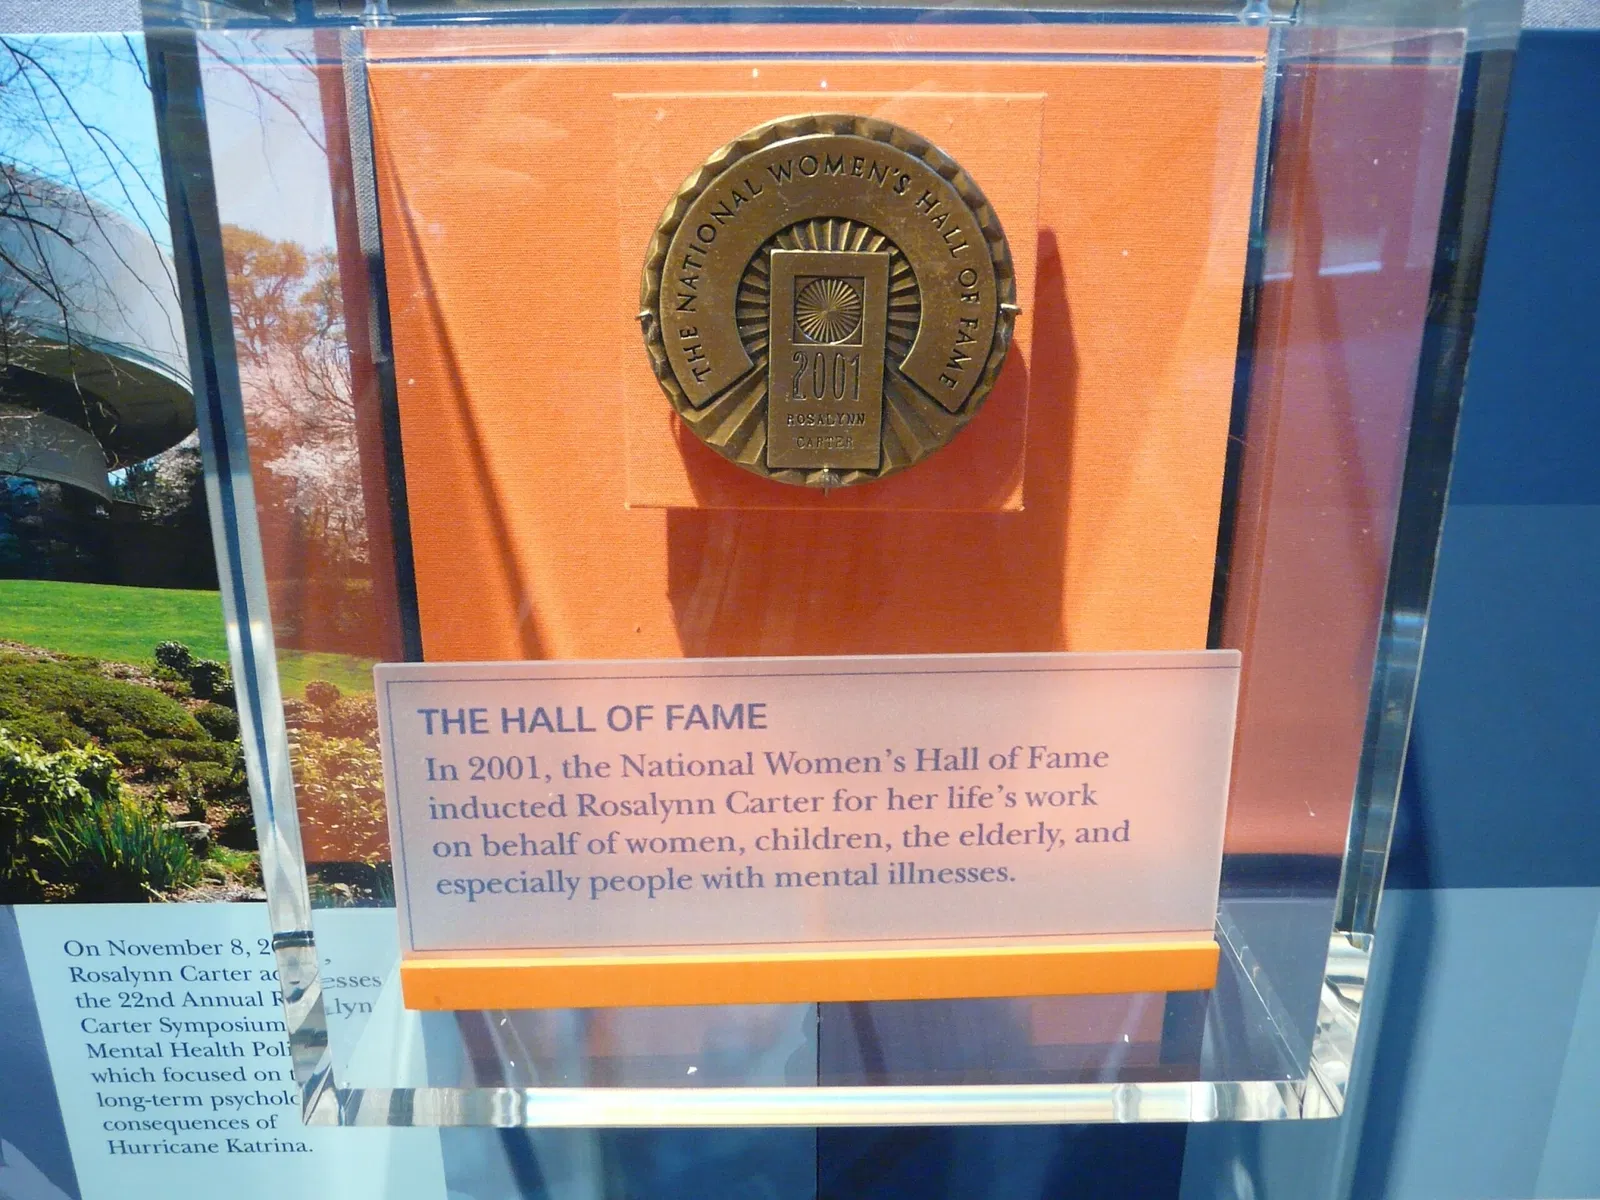 THE NATIONAL WOMEN'S HALL OF FAME
2001
ROSALYNN
CARTER
THE HALL OF FAME
In 2001, the National Women's Hall of Fame
inducted Rosalynn Carter for her life's work
on behalf of women, children, the elderly, and
especially people with mental illnesses.
On November 8,
Rosalynn Carter
the 22nd Annual
Carter Symposium
Mental Health
which focused on
long-term
consequences of
Hurricane Katrina.